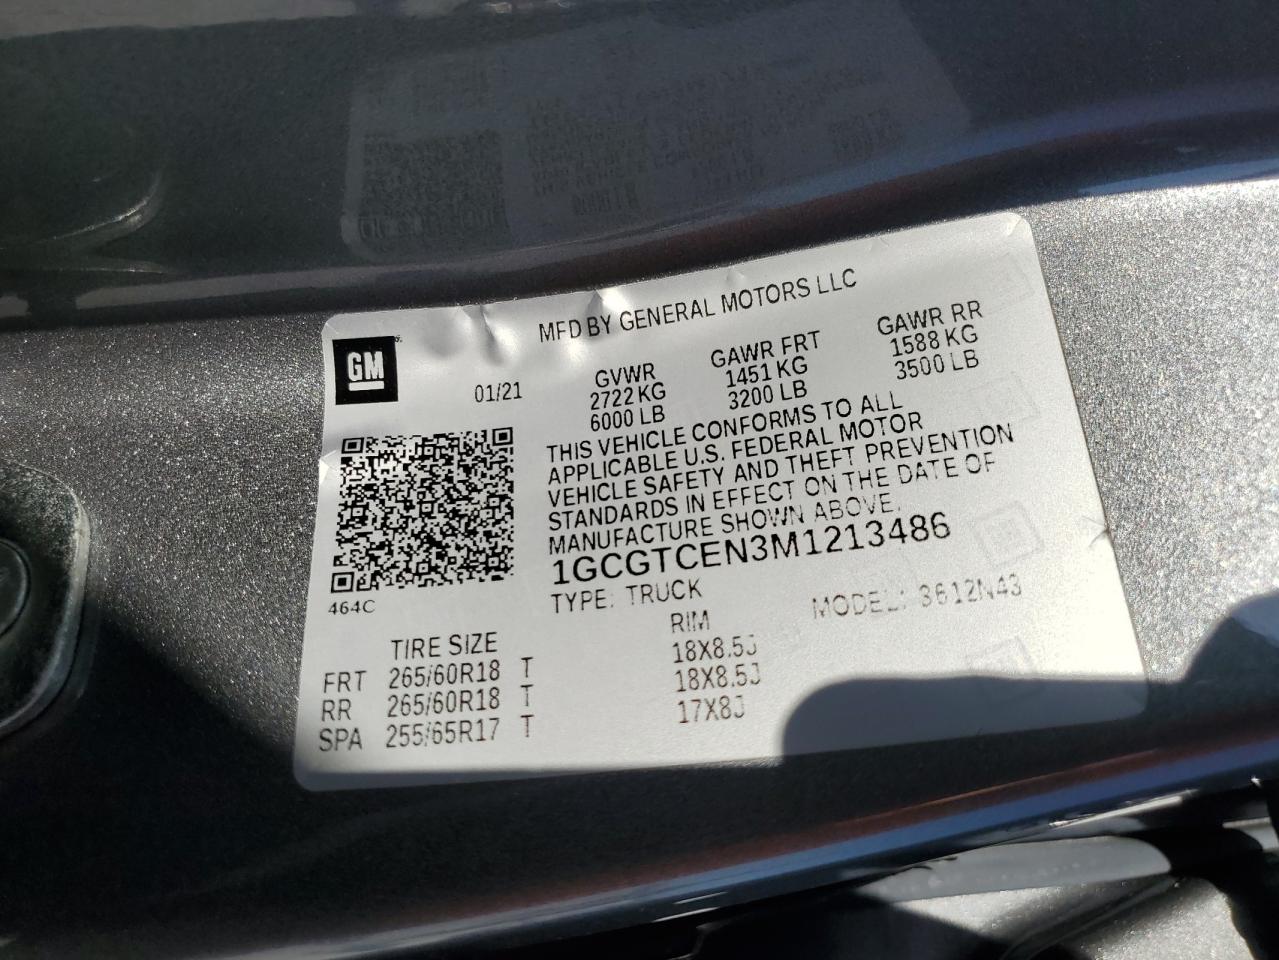 MFD BY GENERAL MOTORS LLC
GM
01/21
GVWR GAWR FRT GAWR RR
2722 KG 1451 KG 1588 KG
6000 LB 3200 LB 3500 LB
THIS VEHICLE CONFORMS TO ALL
APPLICABLE U.S. FEDERAL MOTOR
VEHICLE SAFETY AND THEFT PREVENTION
STANDARDS IN EFFECT ON THE DATE OF
MANUFACTURE SHOWN ABOVE.
1GCGTCEN3M1213486
464C
TYPE: TRUCK MODEL: 3612N43
TIRE SIZE RIM
FRT 265/60R18 T 18X8.5J
RR 265/60R18 T 18X8.5J
SPA 255/65R17 T 17X8J